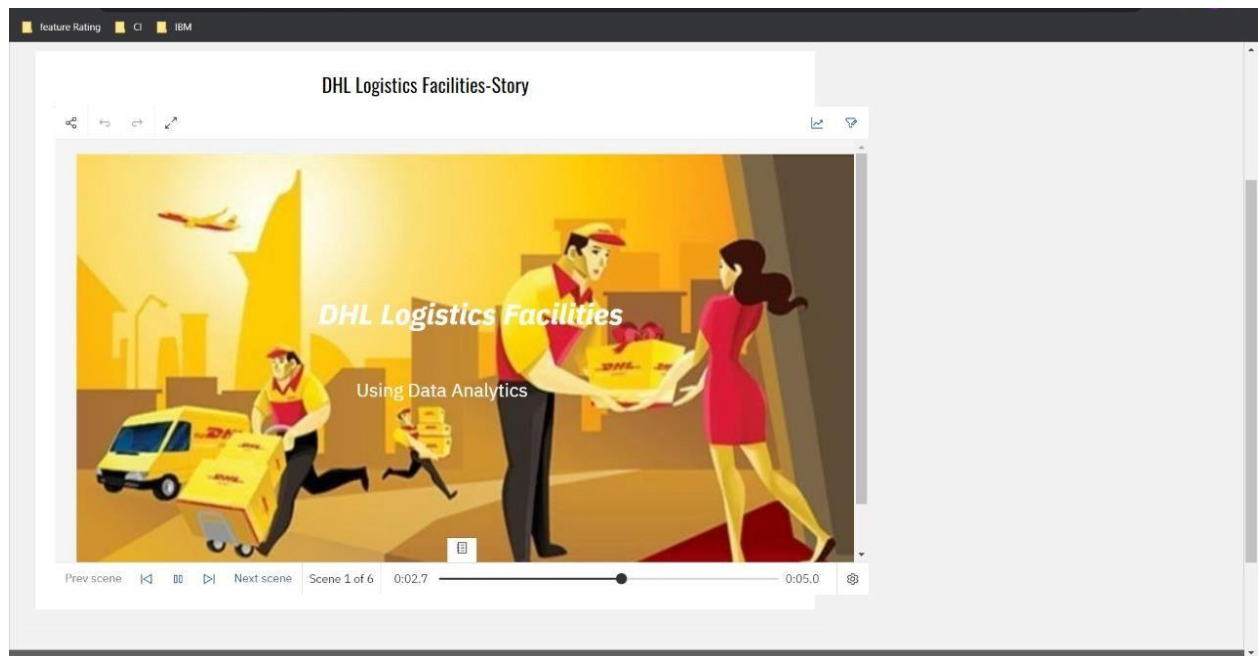 feature Rating CI IBM
DHL Logistics Facilities-Story
DHL Logistics Facilities
DHL
Using Data Analytics
DHL
DHL
Prev scene Next scene Scene 1 of 6 0:02.7 0:05.0